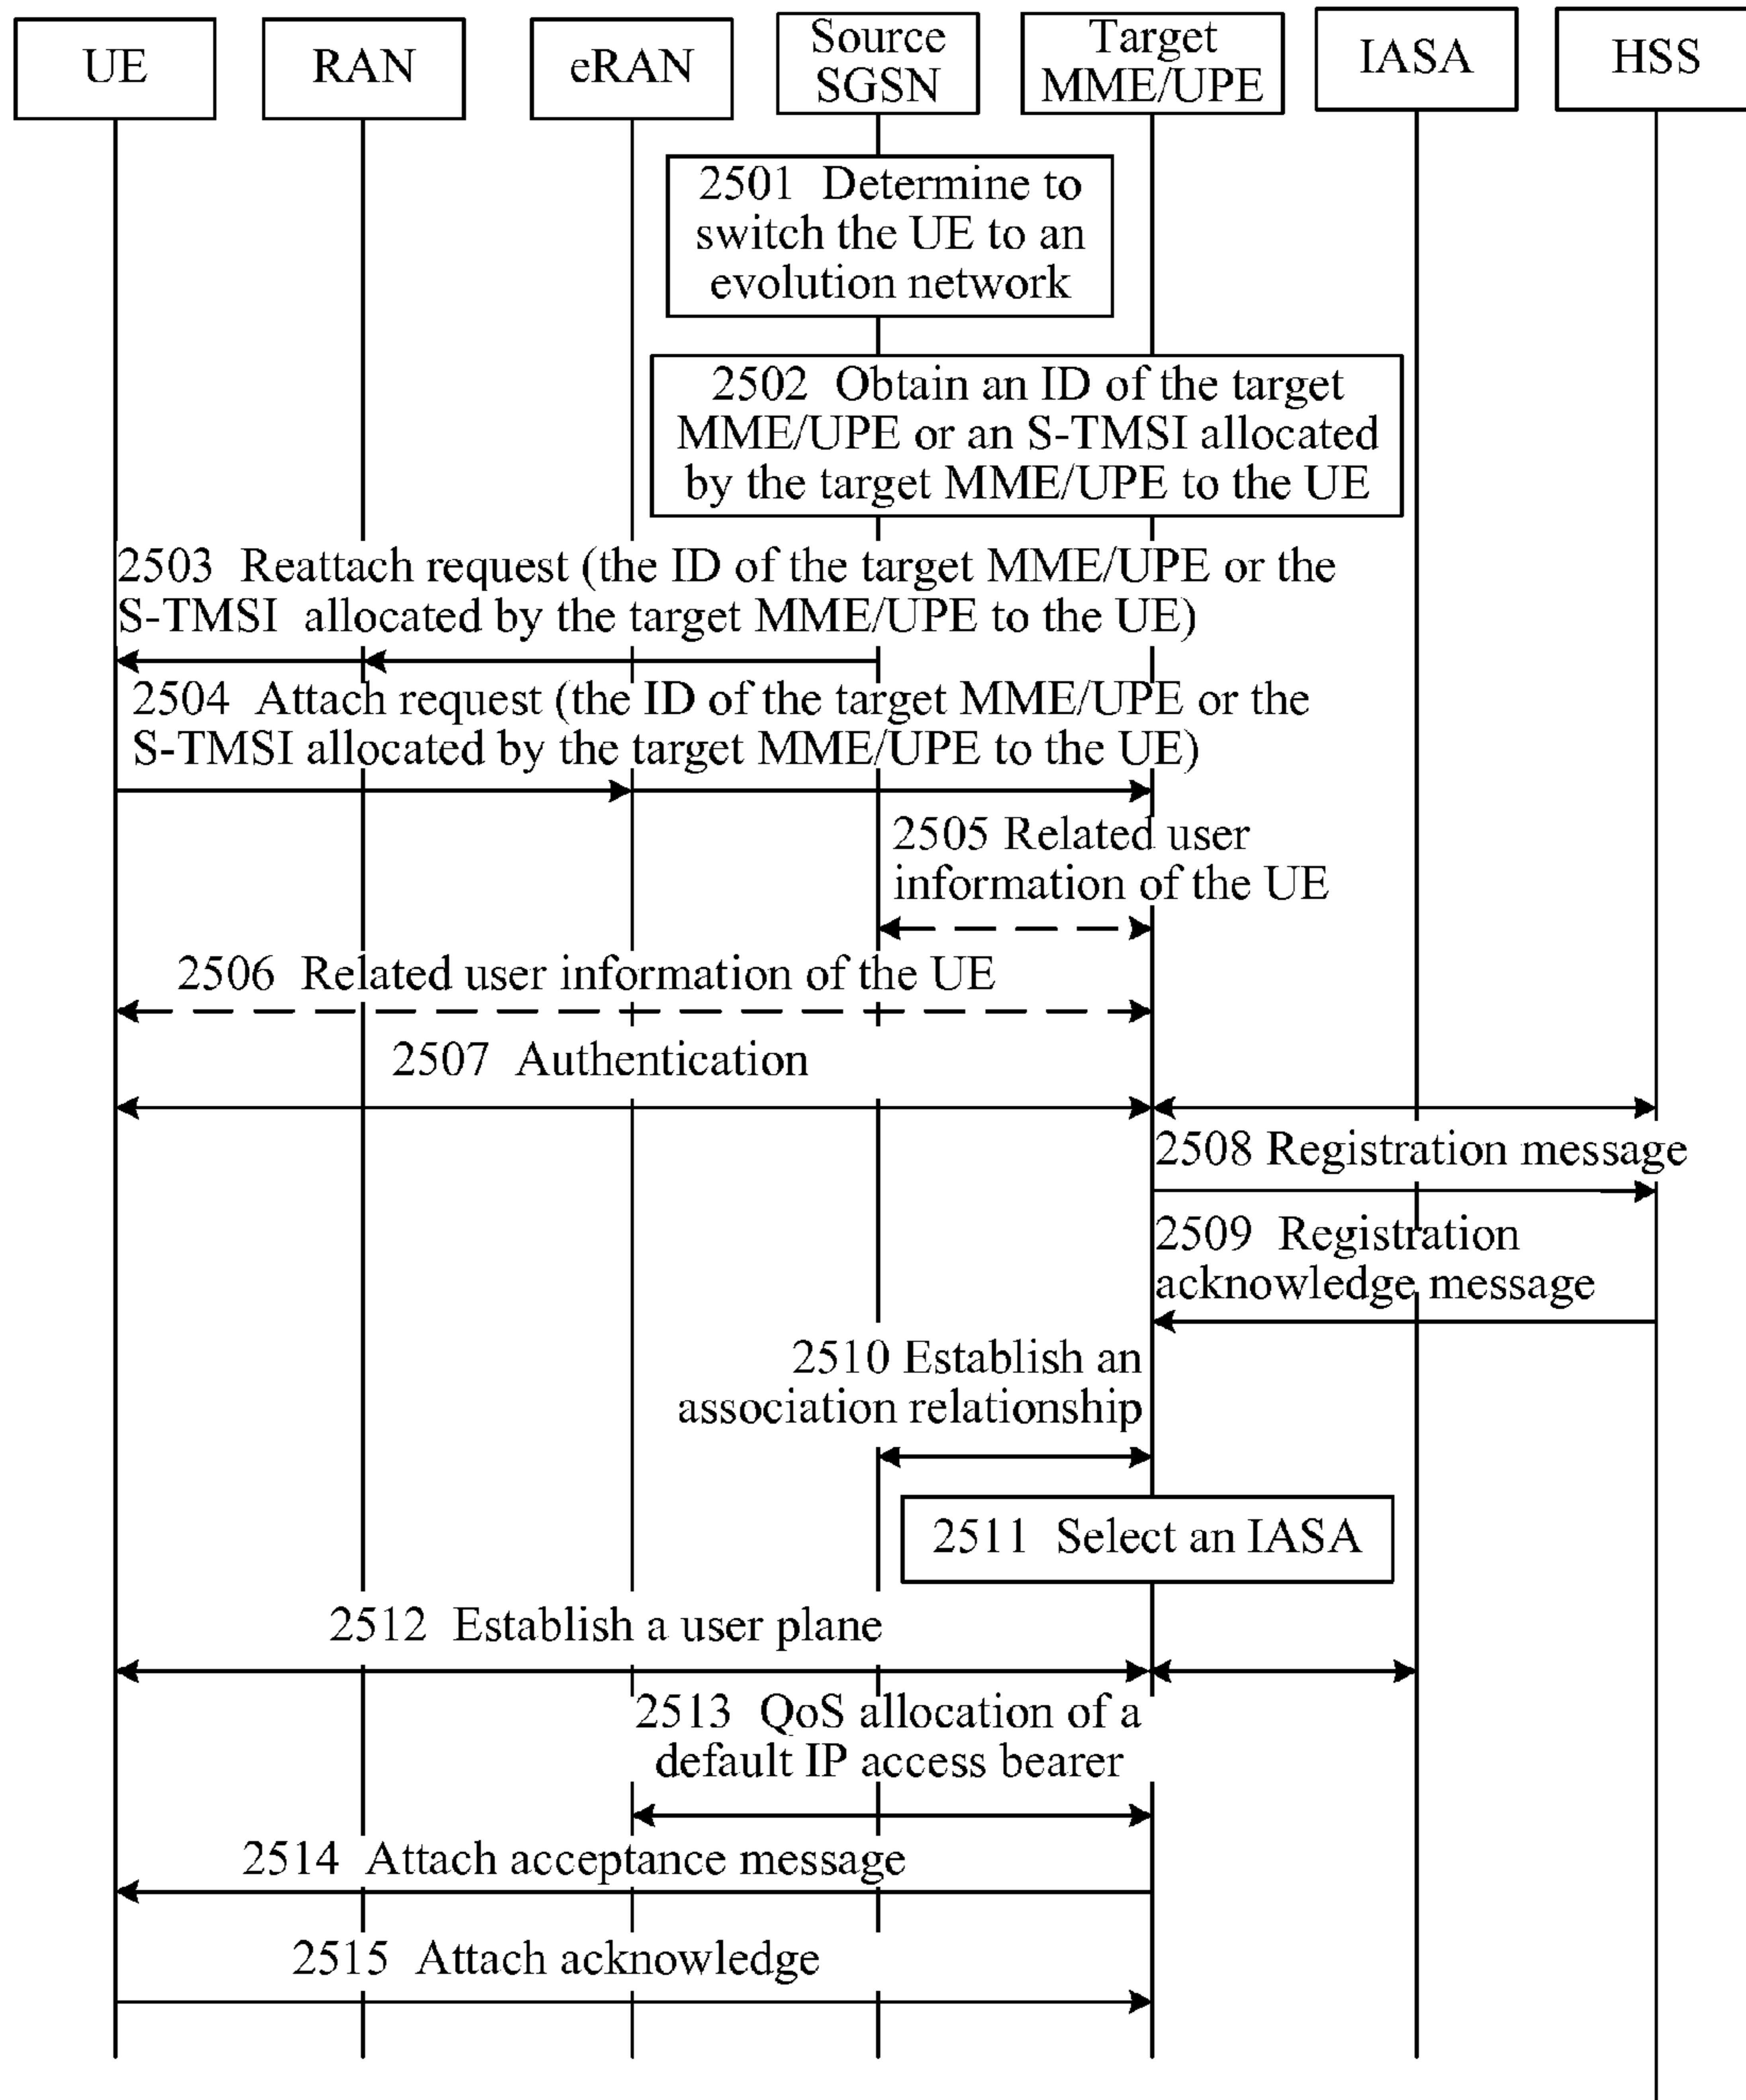 UE
RAN
eRAN
Source
SGSN
Target
MME/UPE
IASA
HSS
2501 Determine to
switch the UE to an
evolution network
2502 Obtain an ID of the target
MME/UPE or an S-TMSI allocated
by the target MME/UPE to the UE
2503 Reattach request (the ID of the target MME/UPE or the
S-TMSI allocated by the target MME/UPE to the UE)
2504 Attach request (the ID of the target MME/UPE or the
S-TMSI allocated by the target MME/UPE to the UE)
2505 Related user
information of the UE
2506 Related user information of the UE
2507 Authentication
2508 Registration message
2509 Registration
acknowledge message
2510 Establish an
association relationship
2511 Select an IASA
2512 Establish a user plane
2513 QoS allocation of a
default IP access bearer
2514 Attach acceptance message
2515 Attach acknowledge